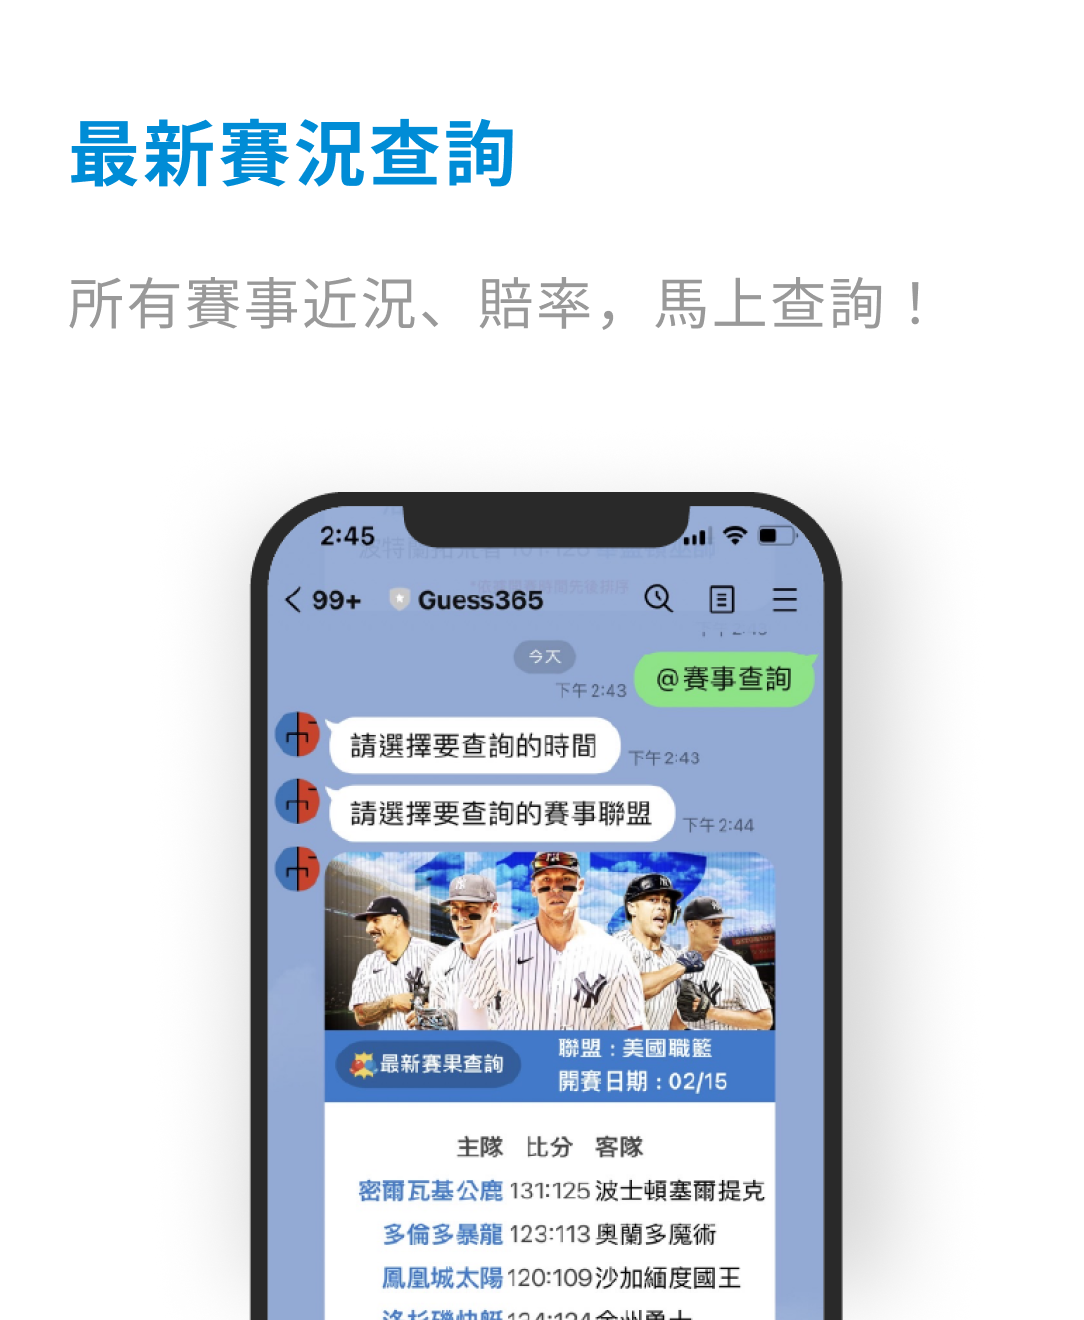 最新賽況查詢
所有賽事近況、賠率，馬上查詢！
2:45
99+ Guess365
今天
@賽事查詢
下午2:43
請選擇要查詢的時間
下午2:43
請選擇要查詢的賽事聯盟
下午2:44
最新賽果查詢
聯盟：美國職籃
開賽日期：02/15
主隊 比分 客隊
密爾瓦基公鹿 131:125 波士頓塞爾提克
多倫多暴龍 123:113 奧蘭多魔術
鳳凰城太陽 120:109 沙加緬度國王